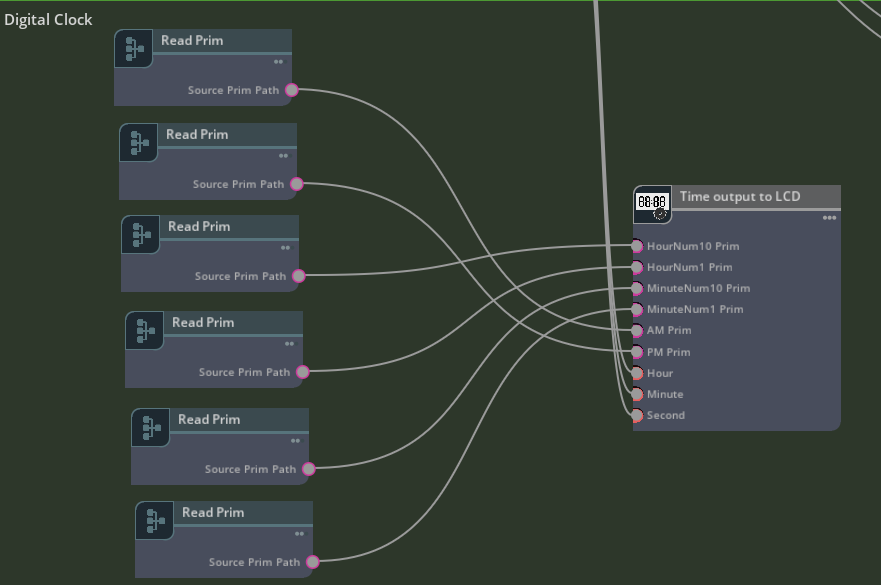 Digital Clock
Read Prim
Source Prim Path
Read Prim
Source Prim Path
Read Prim
Source Prim Path
Read Prim
Source Prim Path
Read Prim
Source Prim Path
Read Prim
Source Prim Path
88:88
Time output to LCD
HourNum10 Prim
HourNum1 Prim
MinuteNum10 Prim
MinuteNum1 Prim
AM Prim
PM Prim
Hour
Minute
Second